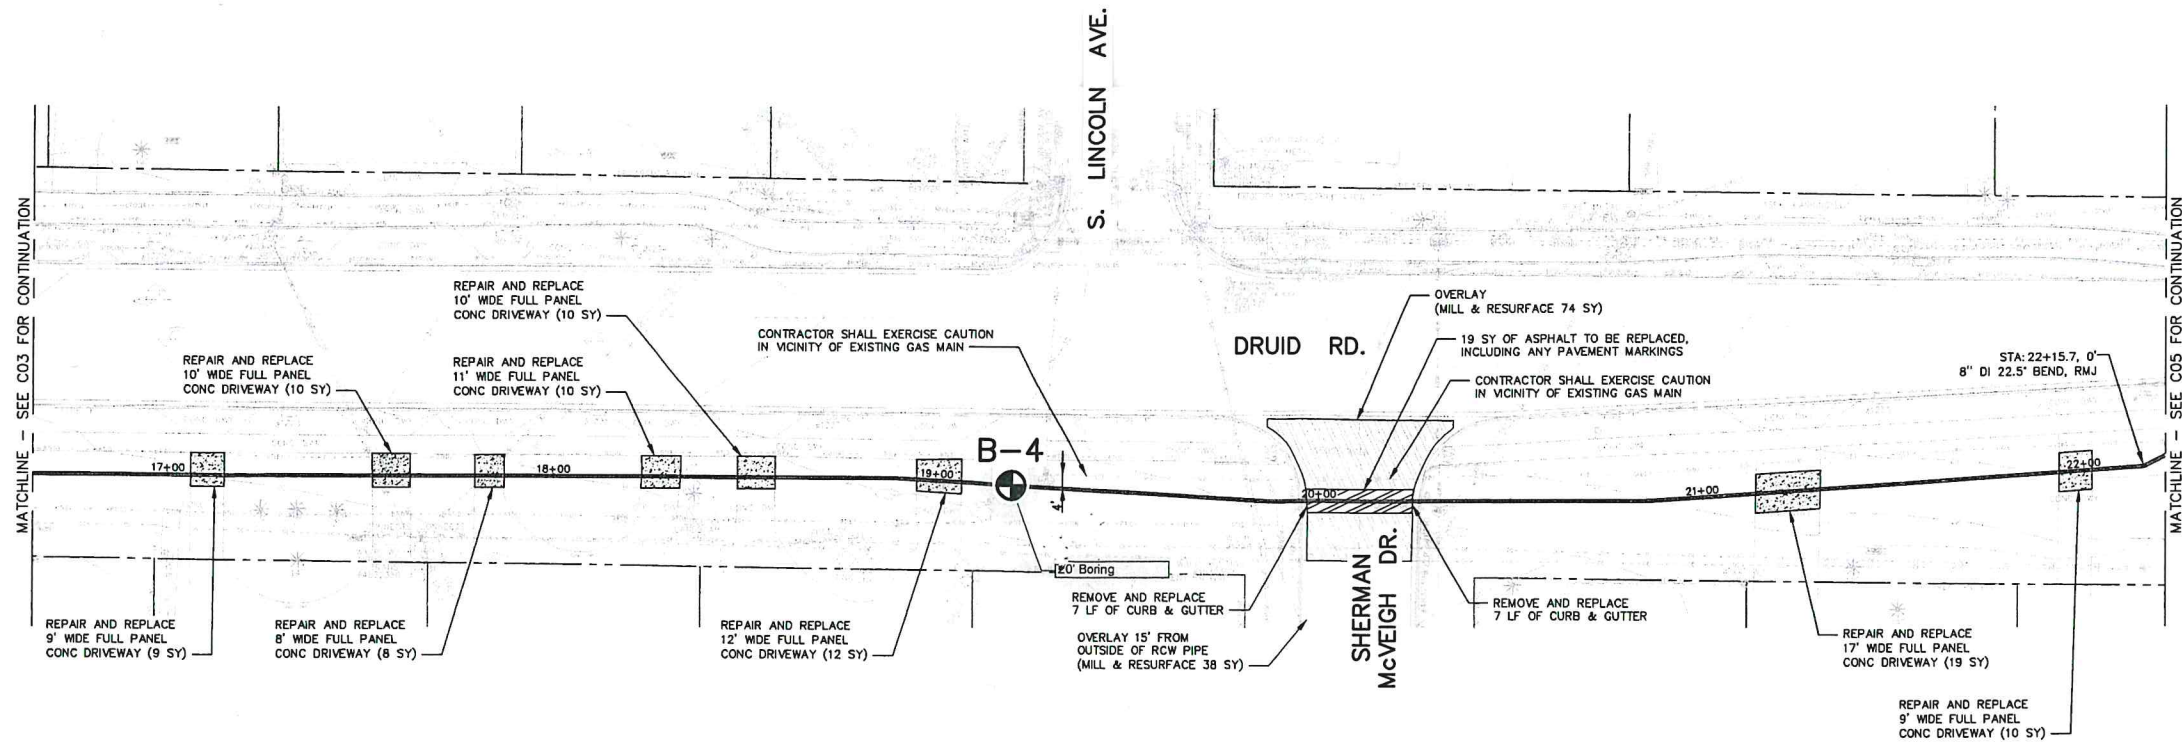 S. LINCOLN AVE.
MATCHLINE - SEE C03 FOR CONTINUATION
MATCHLINE - SEE C05 FOR CONTINUATION
REPAIR AND REPLACE
10' WIDE FULL PANEL
CONC DRIVEWAY (10 SY)
REPAIR AND REPLACE
10' WIDE FULL PANEL
CONC DRIVEWAY (10 SY)
REPAIR AND REPLACE
11' WIDE FULL PANEL
CONC DRIVEWAY (10 SY)
CONTRACTOR SHALL EXERCISE CAUTION
IN VICINITY OF EXISTING GAS MAIN
DRUID RD.
OVERLAY
(MILL & RESURFACE 74 SY)
19 SY OF ASPHALT TO BE REPLACED,
INCLUDING ANY PAVEMENT MARKINGS
CONTRACTOR SHALL EXERCISE CAUTION
IN VICINITY OF EXISTING GAS MAIN
STA: 22+15.7, 0'
8" DI 22.5° BEND, RMJ
17+00
18+00
19+00
B-4
4'
20+00
21+00
22+00
20' Boring
REPAIR AND REPLACE
9' WIDE FULL PANEL
CONC DRIVEWAY (9 SY)
REPAIR AND REPLACE
8' WIDE FULL PANEL
CONC DRIVEWAY (8 SY)
REPAIR AND REPLACE
12' WIDE FULL PANEL
CONC DRIVEWAY (12 SY)
REMOVE AND REPLACE
7 LF OF CURB & GUTTER
OVERLAY 15' FROM
OUTSIDE OF RCW PIPE
(MILL & RESURFACE 38 SY)
SHERMAN
McVEIGH DR.
REMOVE AND REPLACE
7 LF OF CURB & GUTTER
REPAIR AND REPLACE
17' WIDE FULL PANEL
CONC DRIVEWAY (19 SY)
REPAIR AND REPLACE
9' WIDE FULL PANEL
CONC DRIVEWAY (10 SY)